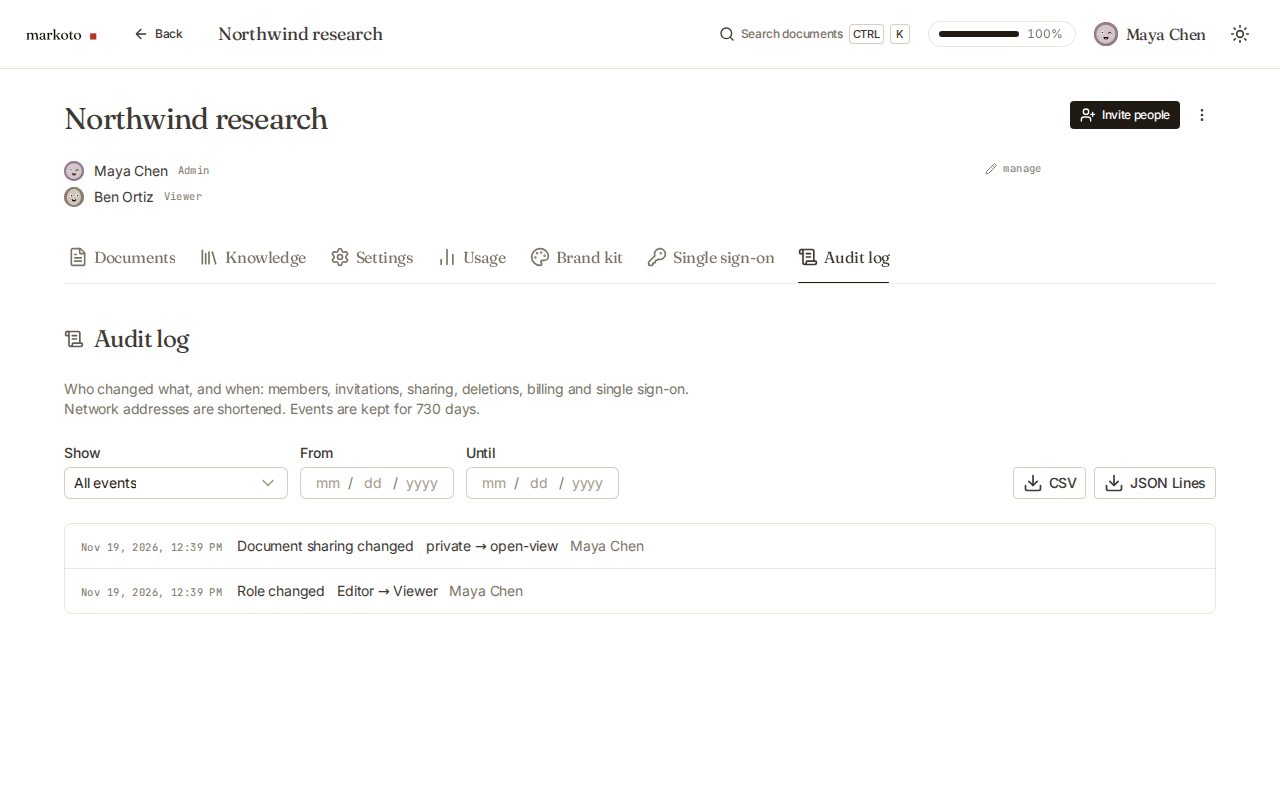 markoto
Back
Northwind research
Search documents CTRL K
100%
Maya Chen
Northwind research
Invite people
Maya Chen Admin
manage
Ben Ortiz Viewer
Documents Knowledge Settings Usage Brand kit Single sign-on Audit log
Audit log
Who changed what, and when: members, invitations, sharing, deletions, billing and single sign-on.
Network addresses are shortened. Events are kept for 730 days.
Show From Until
All events mm / dd / yyyy mm / dd / yyyy CSV JSON Lines
Nov 19, 2026, 12:39 PM Document sharing changed private → open-view Maya Chen
Nov 19, 2026, 12:39 PM Role changed Editor → Viewer Maya Chen